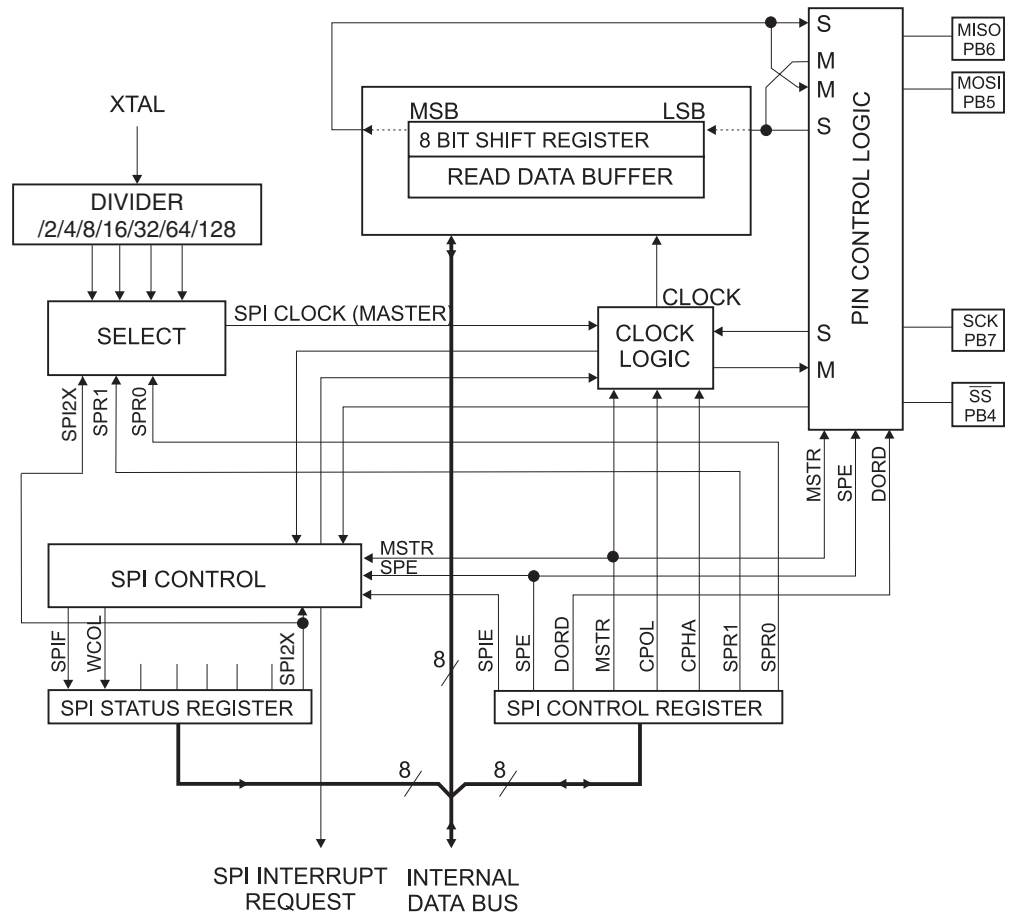 S
MISO
PB6
M
MOSI
PB5
M
S
PIN CONTROL LOGIC
XTAL
MSB
LSB
8 BIT SHIFT REGISTER
READ DATA BUFFER
DIVIDER
/2/4/8/16/32/64/128
SELECT
SPI CLOCK (MASTER)
CLOCK
CLOCK
LOGIC
S
M
SCK
PB7
SS
PB4
SPI2X
SPR1
SPR0
MSTR
SPE
DORD
SPI CONTROL
MSTR
SPE
SPIF
WCOL
SPI2X
8
SPIE
SPE
DORD
MSTR
CPOL
CPHA
SPR1
SPR0
SPI STATUS REGISTER
SPI CONTROL REGISTER
8
8
SPI INTERRUPT
REQUEST
INTERNAL
DATA BUS